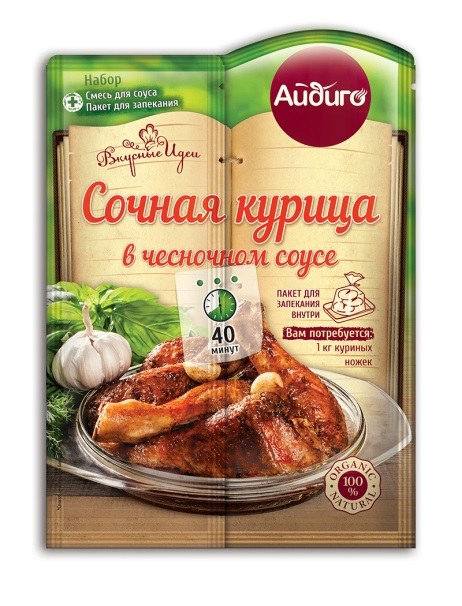 Набор
Смесь для соуса
Пакет для запекания
Айдиго
Вкусные Идеи
Сочная курица
в чесночном соусе
ПАКЕТ ДЛЯ
ЗАПЕКАНИЯ
ВНУТРИ
40
минут
Вам потребуется:
1 кг куриных
ножек
ORGANIC
100%
NATURAL